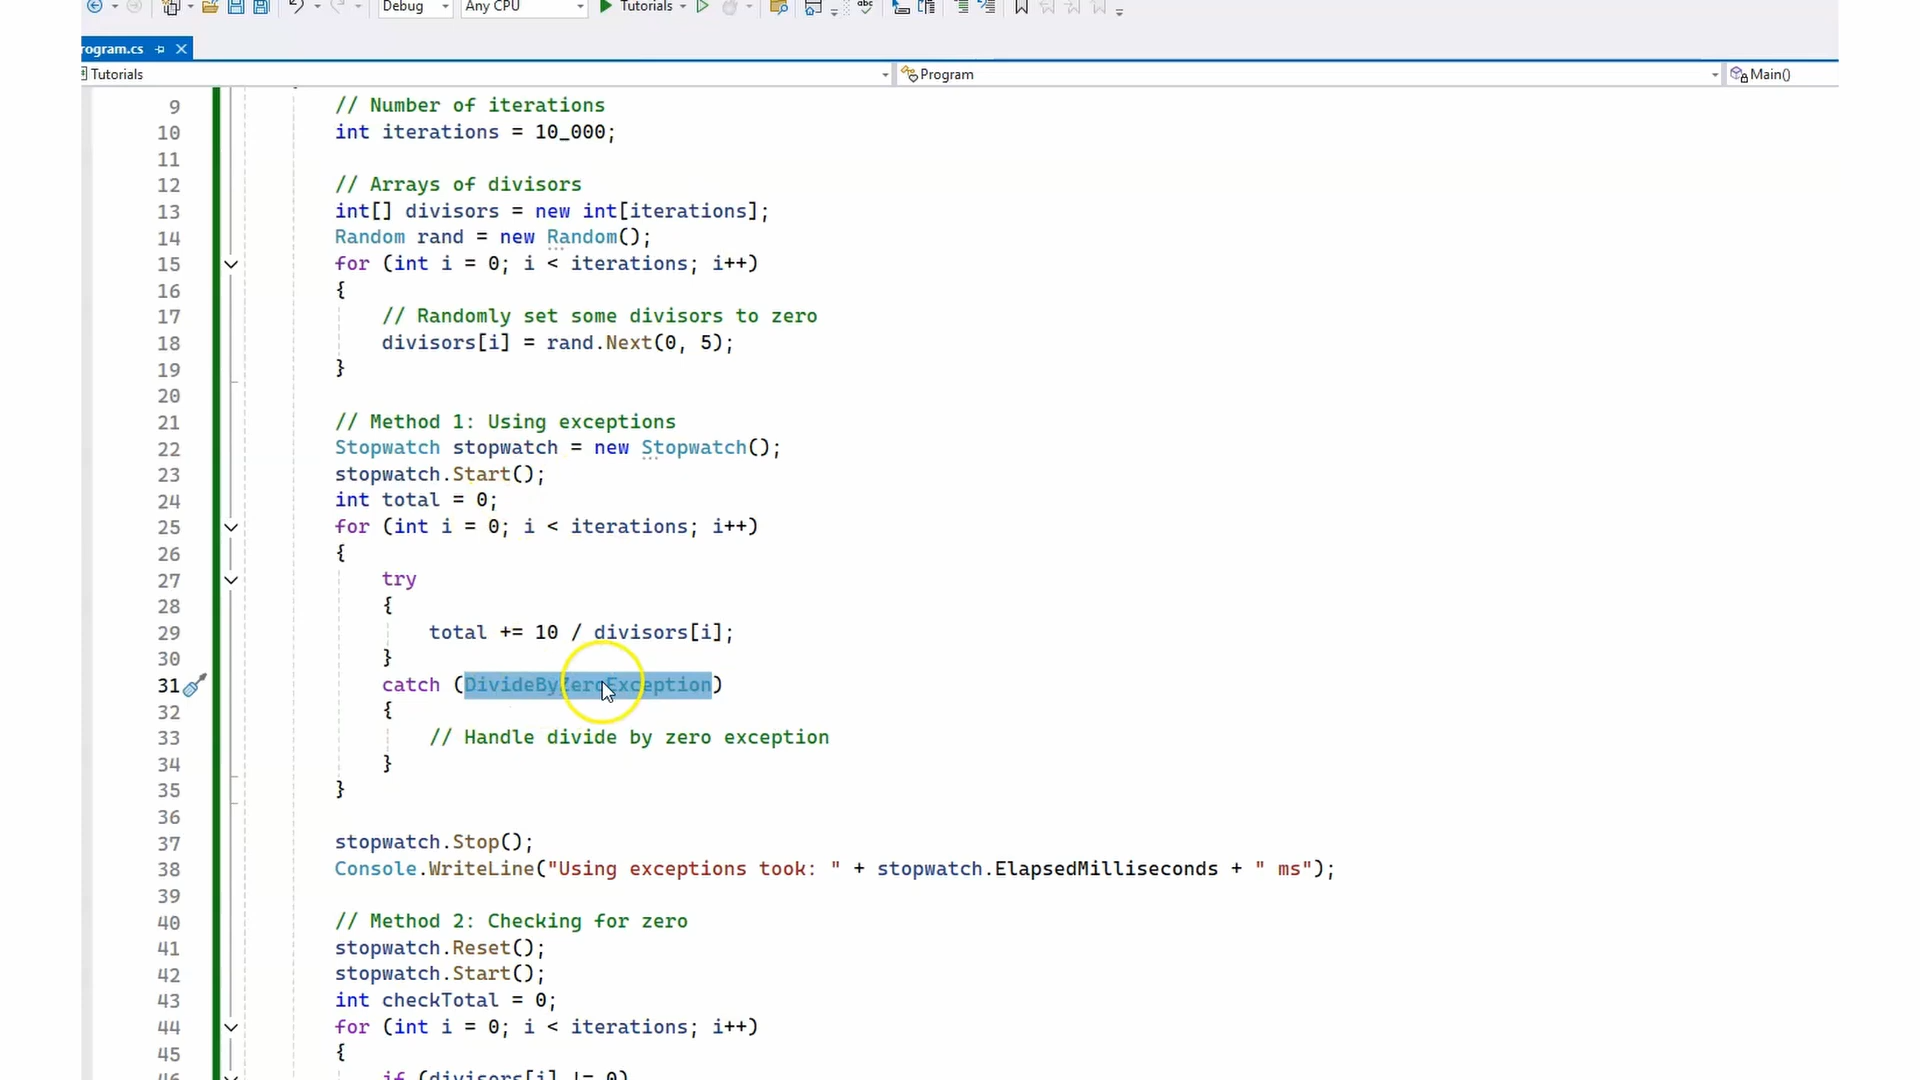 Debug
Any CPU
Tutorials
rogram.cs
Tutorials
Program
Main()
9 // Number of iterations
10 int iterations = 10_000;
11
12 // Arrays of divisors
13 int[] divisors = new int[iterations];
14 Random rand = new Random();
15 for (int i = 0; i < iterations; i++)
16 {
17 // Randomly set some divisors to zero
18 divisors[i] = rand.Next(0, 5);
19 }
20
21 // Method 1: Using exceptions
22 Stopwatch stopwatch = new Stopwatch();
23 stopwatch.Start();
24 int total = 0;
25 for (int i = 0; i < iterations; i++)
26 {
27 try
28 {
29 total += 10 / divisors[i];
30 }
31 catch (DivideByZeroException)
32 {
33 // Handle divide by zero exception
34 }
35 }
36
37 stopwatch.Stop();
38 Console.WriteLine("Using exceptions took: " + stopwatch.ElapsedMilliseconds + " ms");
39
40 // Method 2: Checking for zero
41 stopwatch.Reset();
42 stopwatch.Start();
43 int checkTotal = 0;
44 for (int i = 0; i < iterations; i++)
45 {
46 if (divisors[i] != 0)